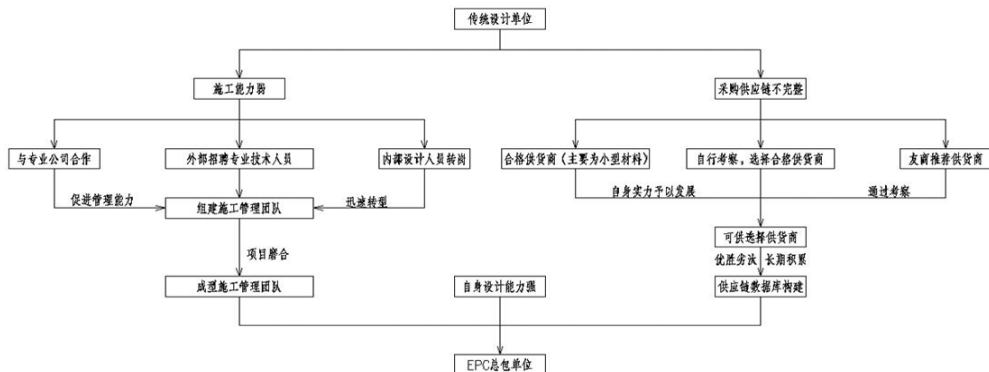 传统设计单位
施工能力弱
采购供应链不完整
与专业公司合作
外部招聘专业技术人员
内部设计人员转岗
合格供货商（主要为小型材料）
自行考察，选择合格供货商
友商推荐供货商
促进管理能力
迅速转型
自身实力予以发展
通过考察
组建施工管理团队
可供选择供货商
项目磨合
优胜劣汰
长期积累
成型施工管理团队
自身设计能力强
供应链数据库构建
EPC总包单位